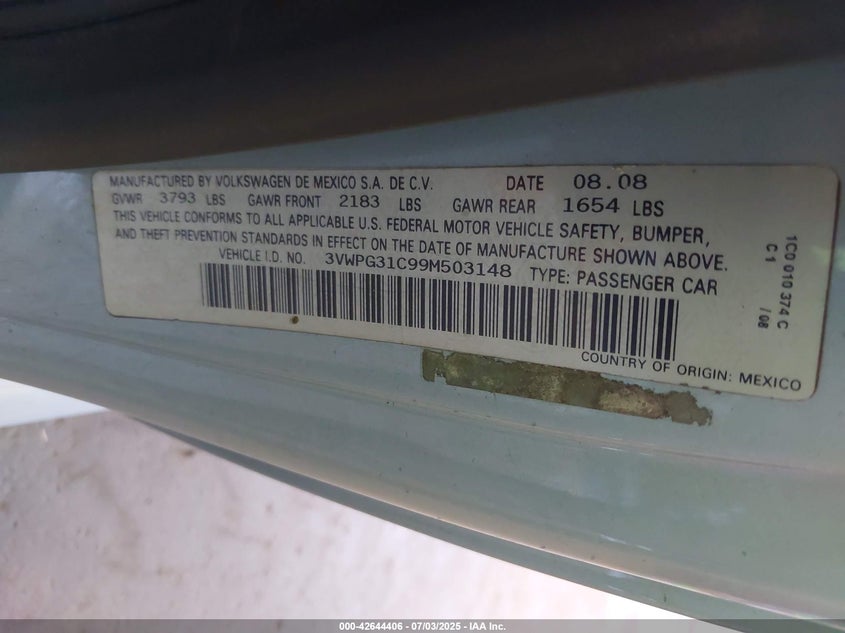 MANUFACTURED BY VOLKSWAGEN DE MEXICO S.A. DE C.V. DATE 08.08
GVWR 3793 LBS GAWR FRONT 2183 LBS GAWR REAR 1654 LBS
THIS VEHICLE CONFORMS TO ALL APPLICABLE U.S. FEDERAL MOTOR VEHICLE SAFETY, BUMPER,
AND THEFT PREVENTION STANDARDS IN EFFECT ON THE DATE OF MANUFACTURE SHOWN ABOVE.
VEHICLE I.D. NO. 3VWPG31C99M503148 TYPE: PASSENGER CAR
COUNTRY OF ORIGIN: MEXICO
1C0 010 374 C
C 1 /08
000-42644406 - 07/03/2025 - IAA Inc.